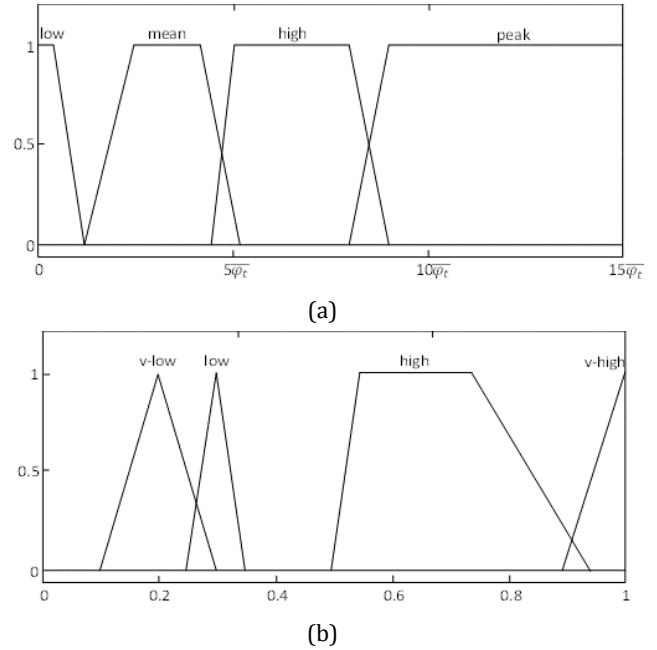 low mean high peak
1
0.5
0
0 5φ̅t̅ 10φ̅t̅ 15φ̅t̅
(a)
v-low low high v-high
1
0.5
0
0 0.2 0.4 0.6 0.8 1
(b)